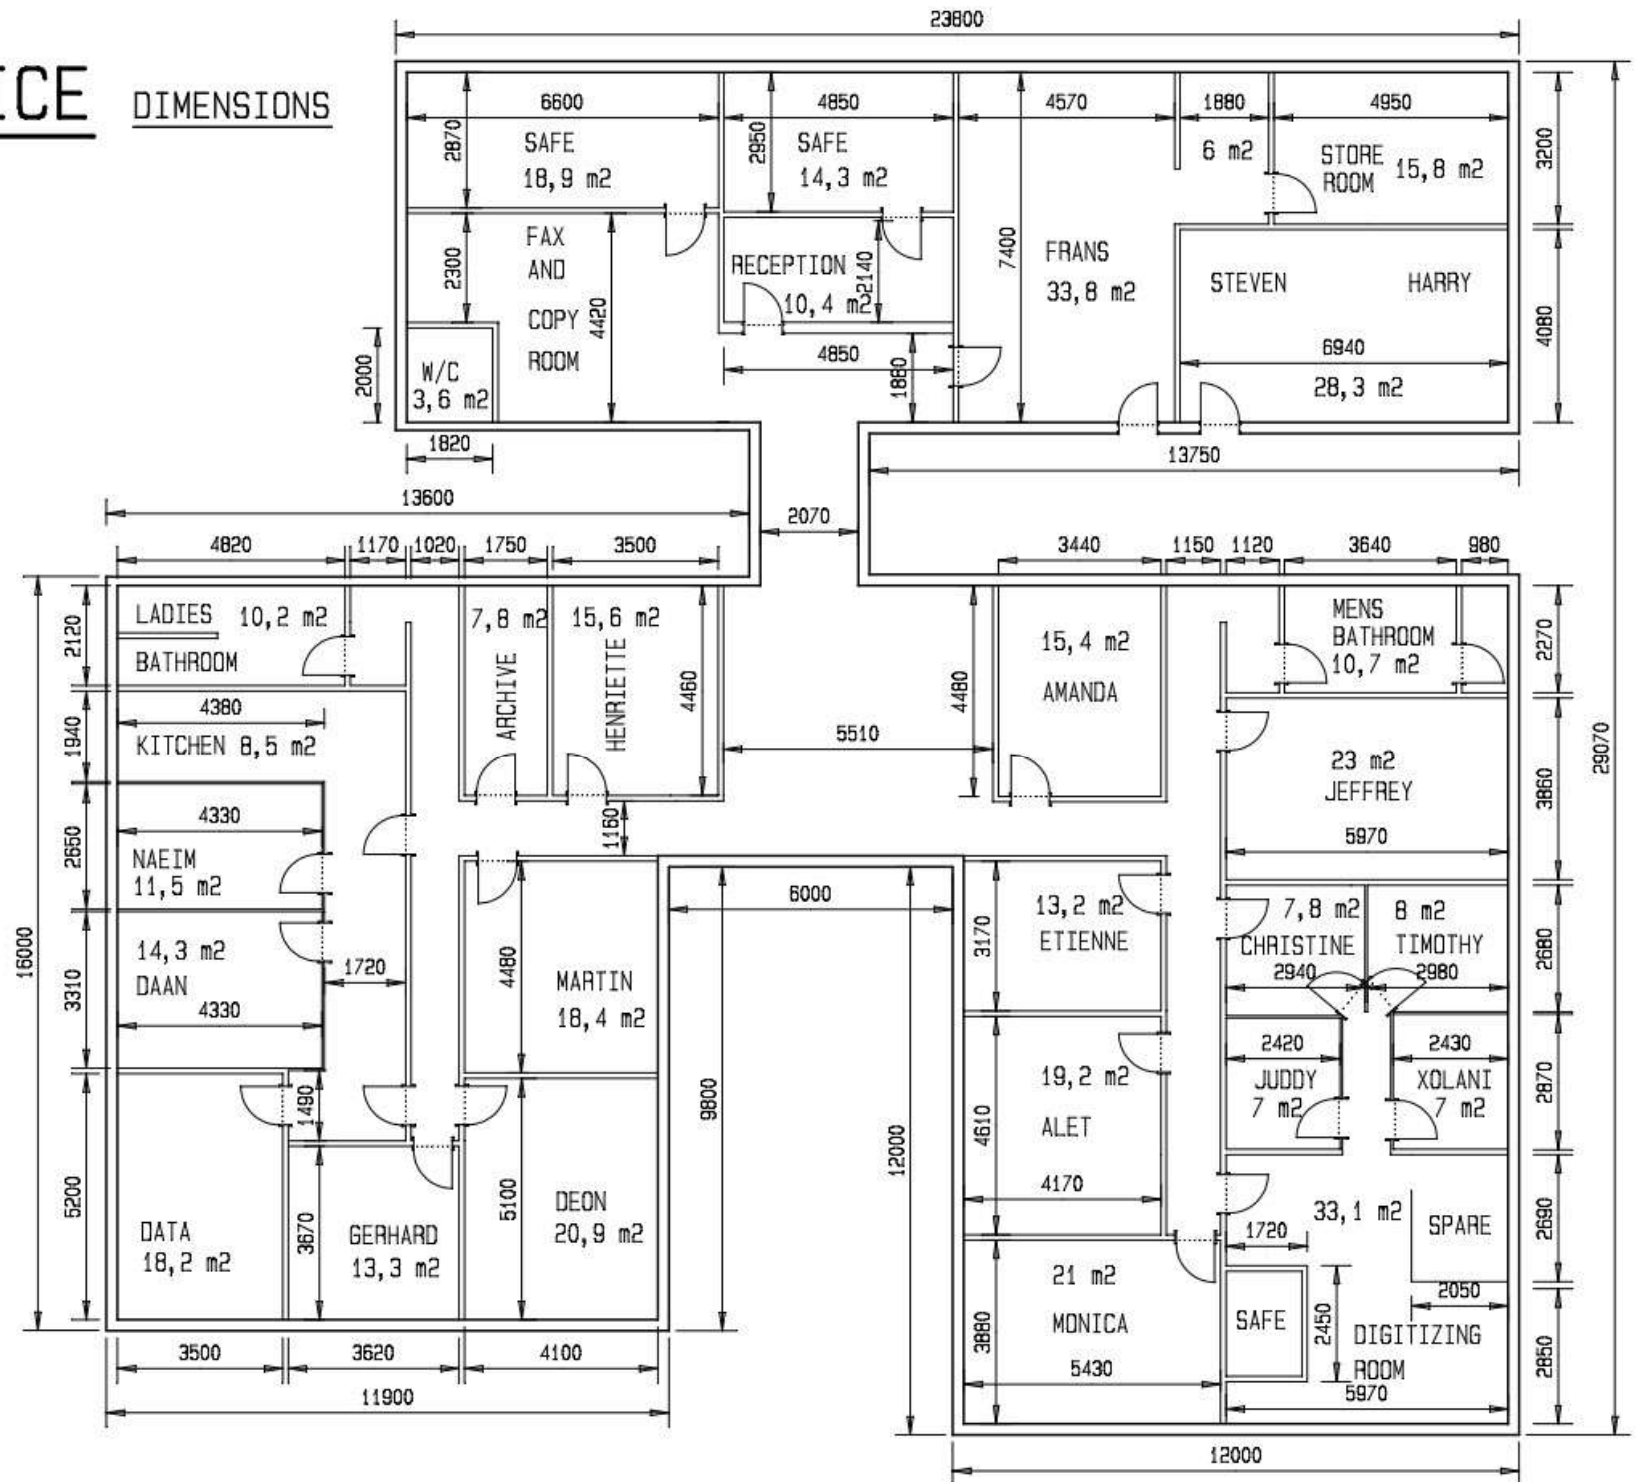 ICE DIMENSIONS
23800
6600
4850
4570
1880
4950
2870
SAFE
18,9 m2
2950
SAFE
14,3 m2
6 m2
STORE
ROOM 15,8 m2
3200
FAX
AND
COPY
ROOM
2300
4420
RECEPTION
10,4 m2
2140
7400
FRANS
33,8 m2
STEVEN
HARRY
4080
6940
28,3 m2
2000
W/C
3,6 m2
4850
1880
1820
13750
13600
2070
4820
1170
1020
1750
3500
3440
1150
1120
3640
980
2120
LADIES 10,2 m2
BATHROOM
7,8 m2
ARCHIVE
15,6 m2
HENRIETTE
4460
4480
15,4 m2
AMANDA
MENS
BATHROOM
10,7 m2
2270
29070
1940
4380
KITCHEN 8,5 m2
5510
23 m2
JEFFREY
5970
3860
2650
4330
NAEIM
11,5 m2
1160
16000
3310
14,3 m2
DAAN
4330
1720
4480
MARTIN
18,4 m2
6000
3170
13,2 m2
ETIENNE
7,8 m2
CHRISTINE
2940
8 m2
TIMOTHY
2980
2680
1490
9800
12000
4610
19,2 m2
ALET
4170
2420
JUDDY
7 m2
2430
XOLANI
7 m2
2870
5200
DATA
18,2 m2
3670
GERHARD
13,3 m2
5100
DEON
20,9 m2
33,1 m2
SPARE
1720
2690
2050
3880
21 m2
MONICA
5430
SAFE
2450
DIGITIZING
ROOM
5970
2850
3500
3620
4100
11900
12000